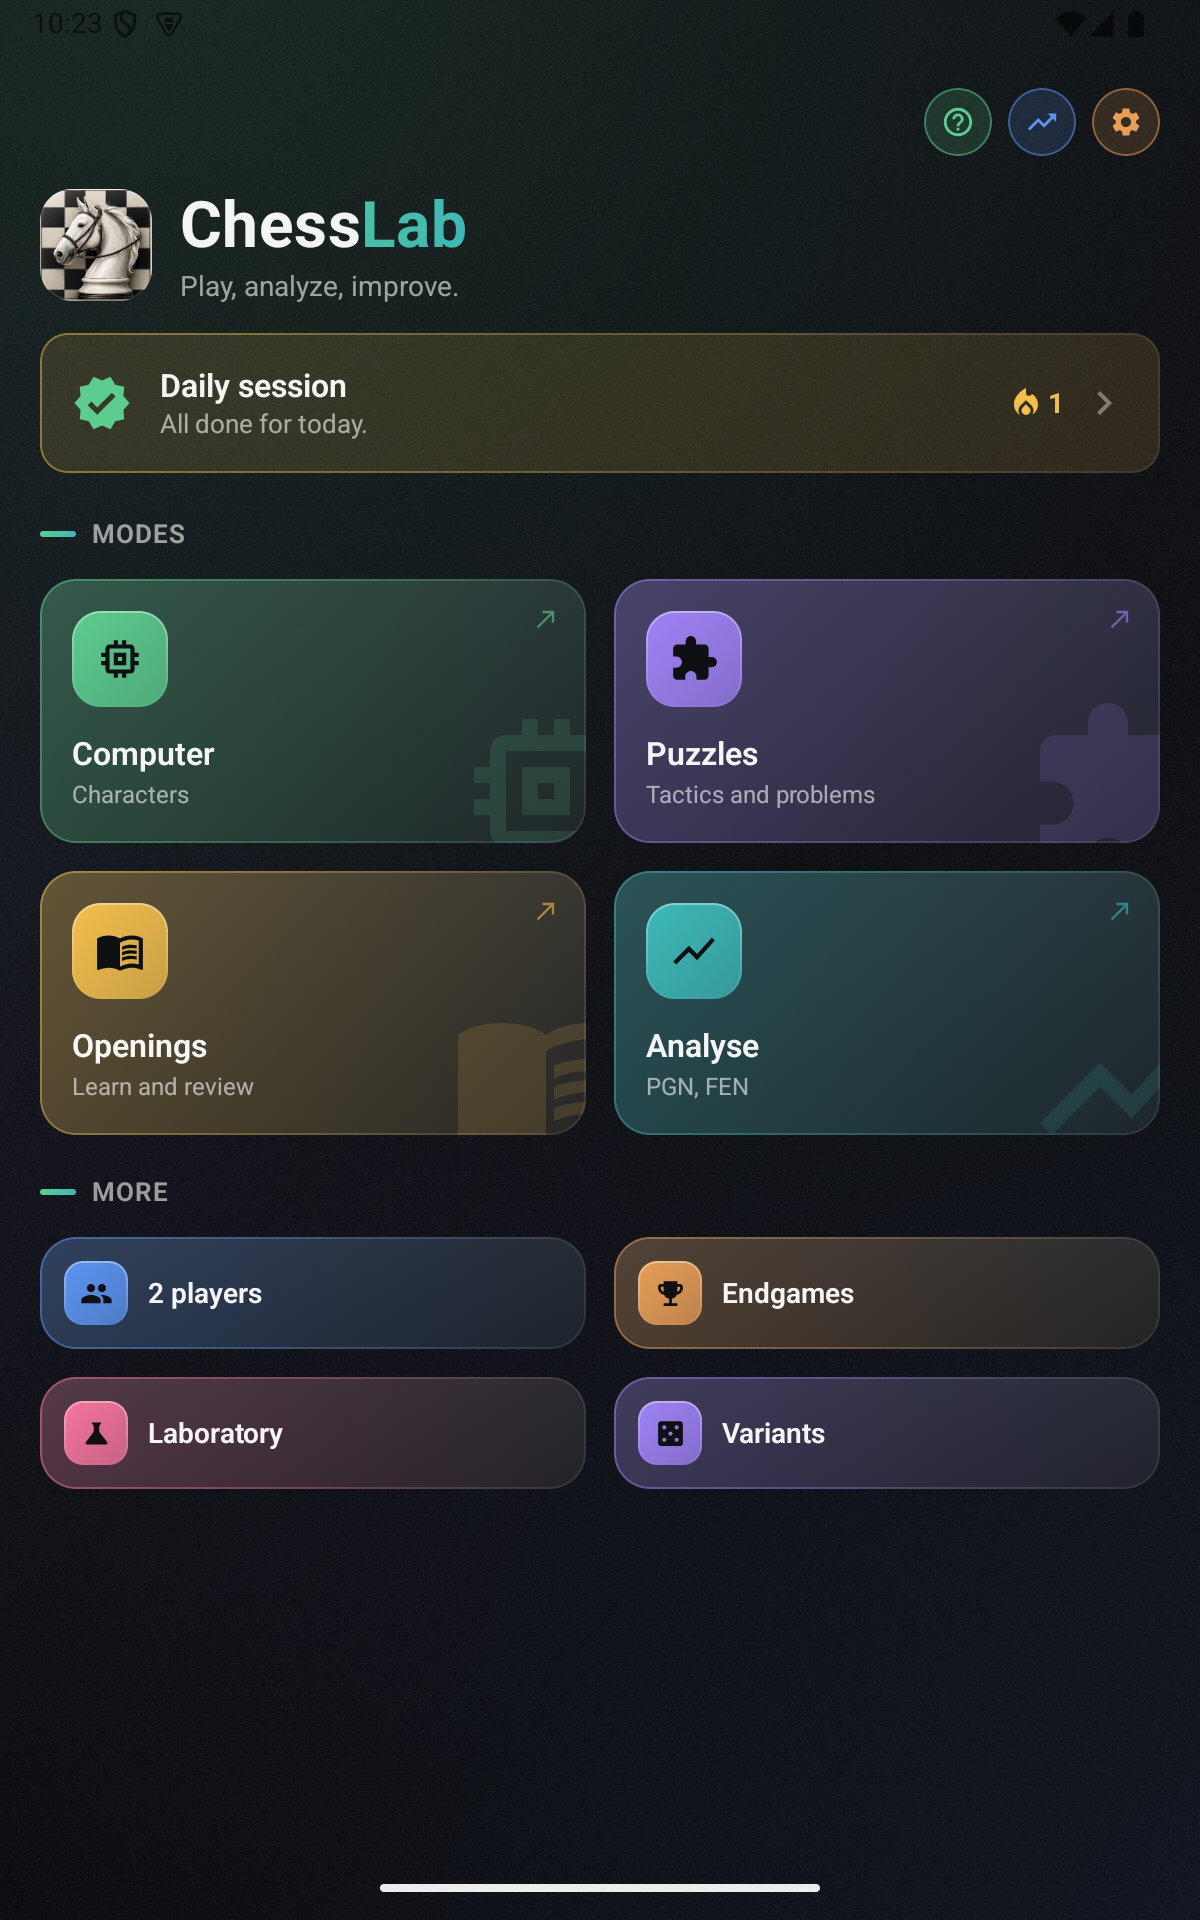 10:23
ChessLab
Play, analyze, improve.
Daily session
All done for today.
1
MODES
Computer
Characters
Puzzles
Tactics and problems
Openings
Learn and review
Analyse
PGN, FEN
MORE
2 players
Endgames
Laboratory
Variants